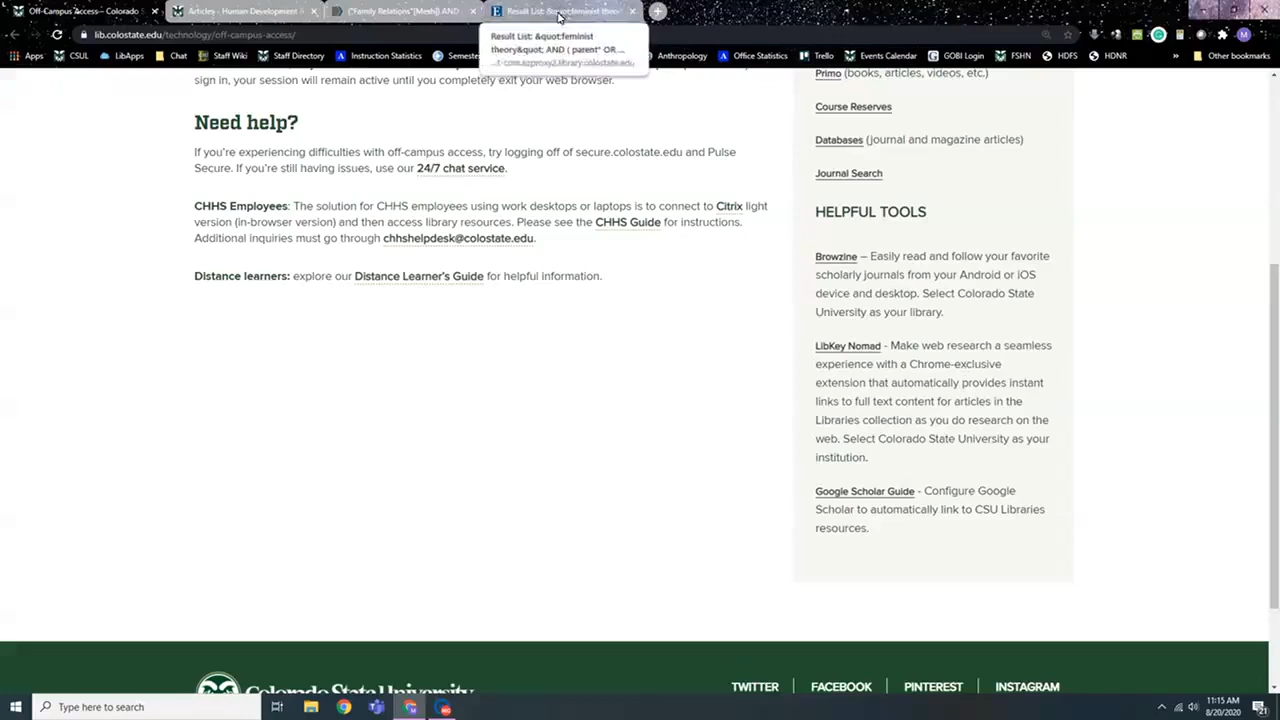 Off-Campus Access – Colorado S
Articles - Human Development
("Family Relations"[Mesh]) AND
Result List: &quot;feminist theo
lib.colostate.edu/technology/off-campus-access/
Result List: &quot;feminist
theory&quot; AND ( parent* OR ...
Apps
CSUL
LibApps
Chat
Staff Wiki
Staff Directory
Instruction Statistics
Semest
Anthropology
Office Statistics
Trello
Events Calendar
GOBI Login
FSHN
HDFS
HDNR
»
Other bookmarks
M
sign in, your session will remain active until you completely exit your web browser.
Need help?
If you're experiencing difficulties with off-campus access, try logging off of secure.colostate.edu and Pulse
Secure. If you're still having issues, use our 24/7 chat service.
CHHS Employees: The solution for CHHS employees using work desktops or laptops is to connect to Citrix light
version (in-browser version) and then access library resources. Please see the CHHS Guide for instructions.
Additional inquiries must go through chhshelpdesk@colostate.edu.
Distance learners: explore our Distance Learner's Guide for helpful information.
Primo (books, articles, videos, etc.)
Course Reserves
Databases (journal and magazine articles)
Journal Search
HELPFUL TOOLS
Browzine – Easily read and follow your favorite
scholarly journals from your Android or iOS
device and desktop. Select Colorado State
University as your library.
LibKey Nomad - Make web research a seamless
experience with a Chrome-exclusive
extension that automatically provides instant
links to full text content for articles in the
Libraries collection as you do research on the
web. Select Colorado State University as your
institution.
Google Scholar Guide - Configure Google
Scholar to automatically link to CSU Libraries
resources.
Colorado State University
TWITTER
FACEBOOK
PINTEREST
INSTAGRAM
Type here to search
11:15 AM
8/20/2020
21